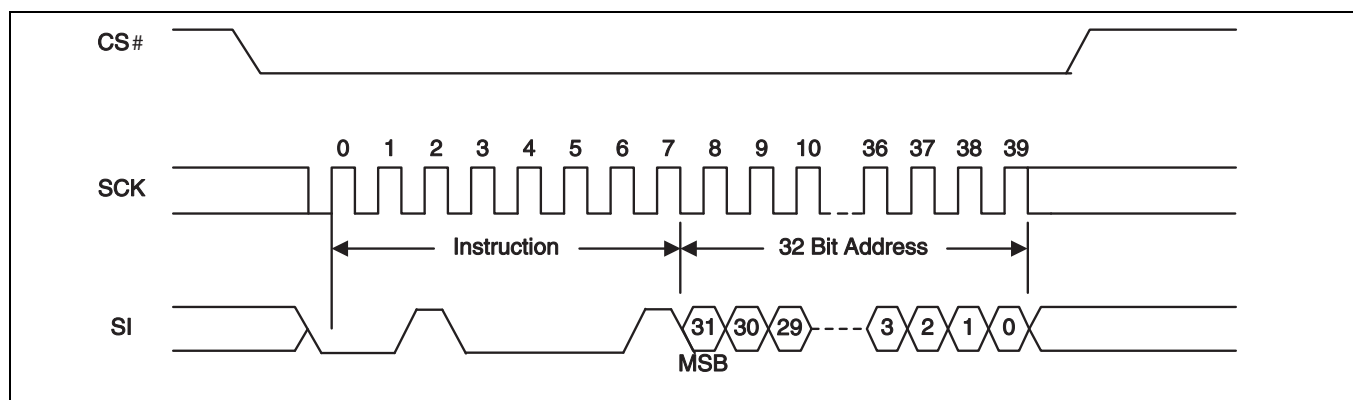 CS#
0 1 2 3 4 5 6 7 8 9 10 36 37 38 39
SCK
Instruction 32 Bit Address
SI 31 30 29 3 2 1 0
MSB